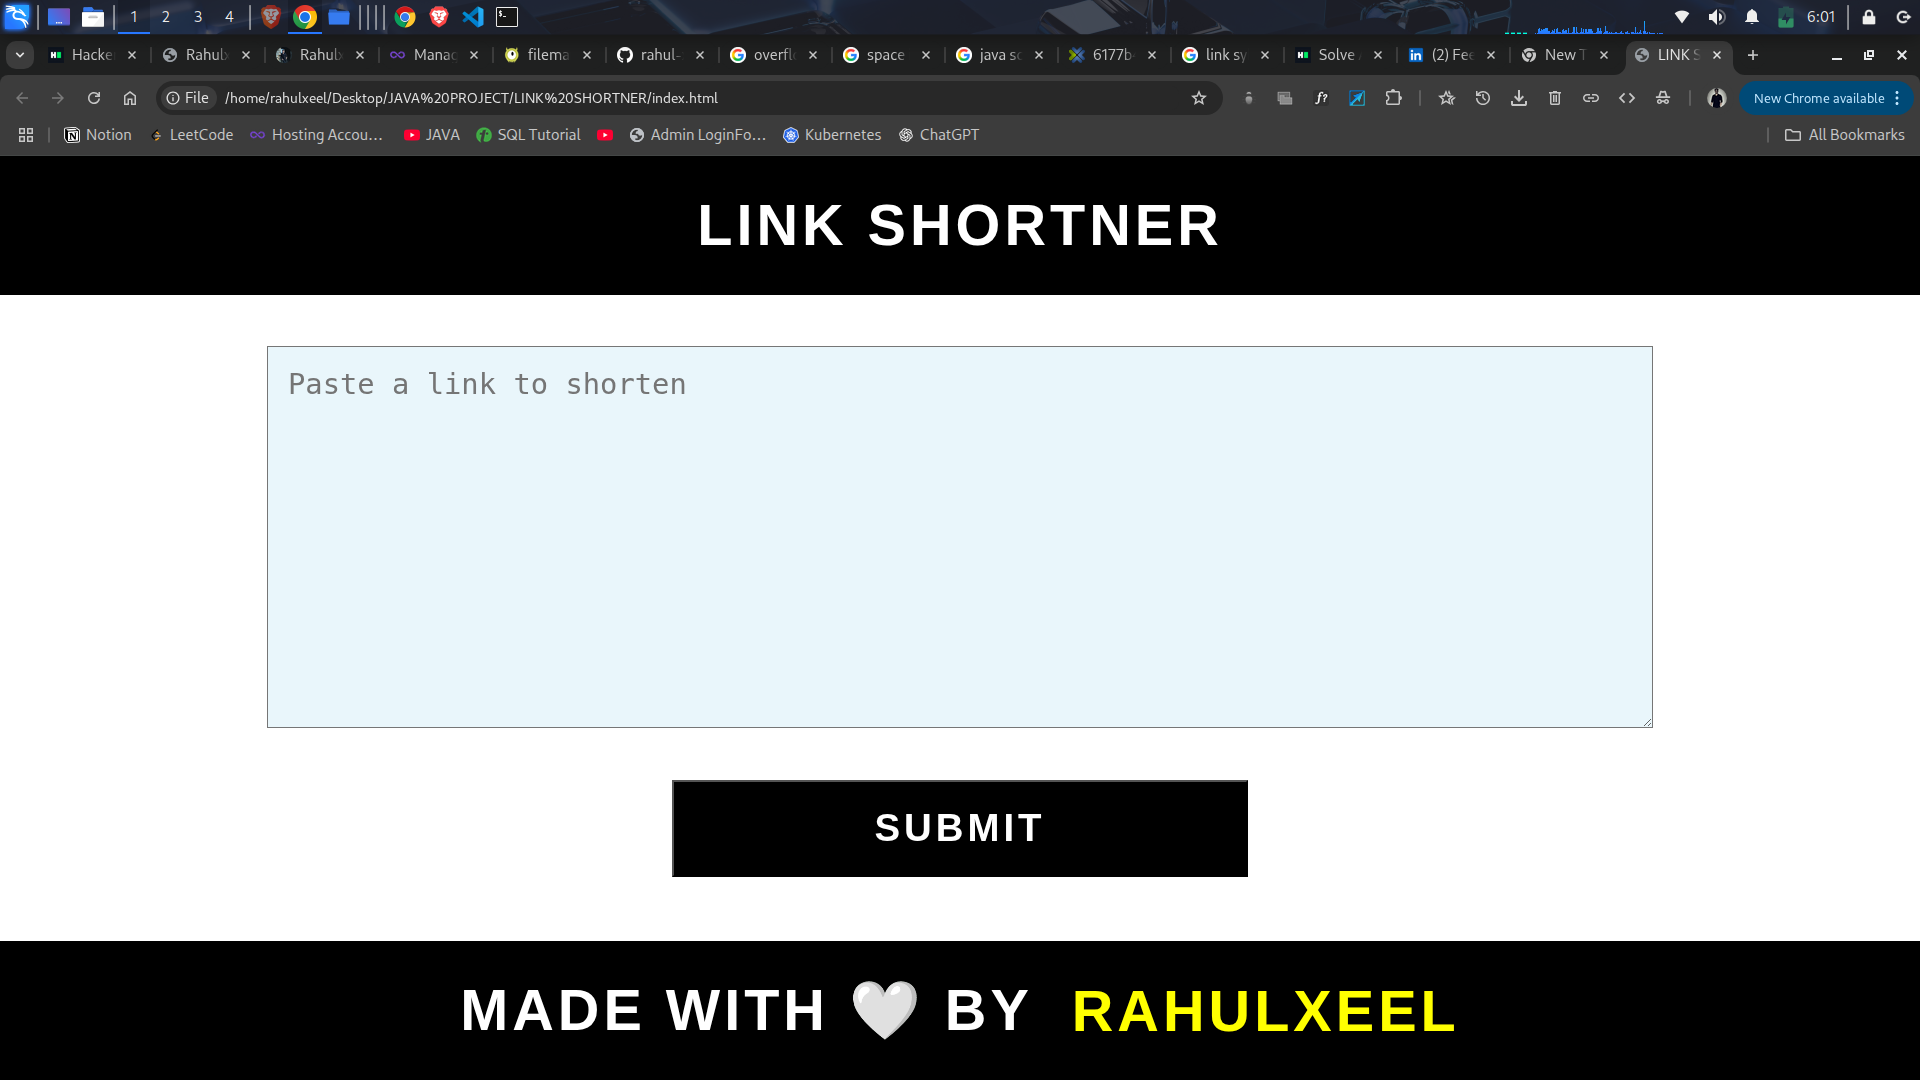 1 2 3 4 6:01
Hacke Rahulx Rahulx Manag filema rahul- overfl space java sc 6177b link sy Solve (2) Fee New T LINK S
File /home/rahulxeel/Desktop/JAVA%20PROJECT/LINK%20SHORTNER/index.html f? New Chrome available
Notion LeetCode Hosting Accou… JAVA SQL Tutorial Admin LoginFo… Kubernetes ChatGPT All Bookmarks
LINK SHORTNER
Paste a link to shorten
SUBMIT
MADE WITH 🤍 BY RAHULXEEL